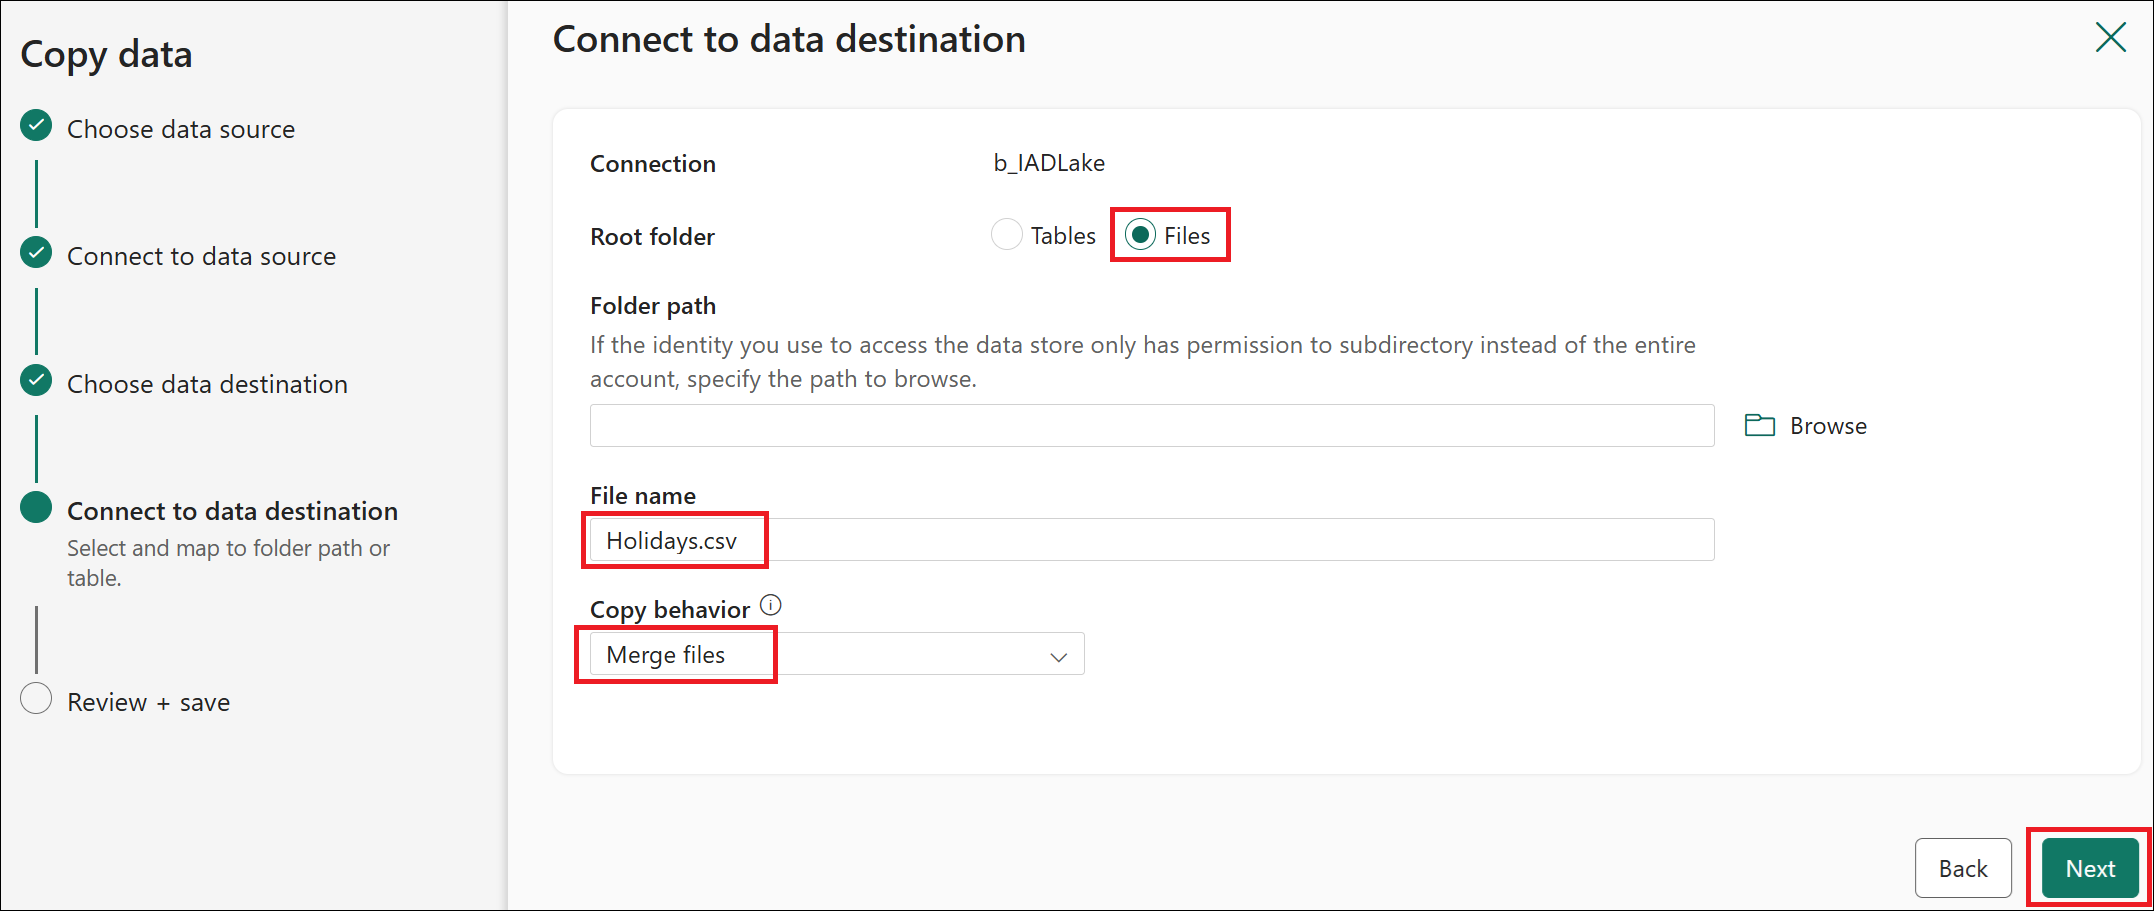 Copy data
Choose data source
Connect to data source
Choose data destination
Connect to data destination
Select and map to folder path or
table.
Review + save
Connect to data destination
Connection b_IADLake
Root folder Tables Files
Folder path
If the identity you use to access the data store only has permission to subdirectory instead of the entire
account, specify the path to browse.
Browse
File name
Holidays.csv
Copy behavior
Merge files
Back Next